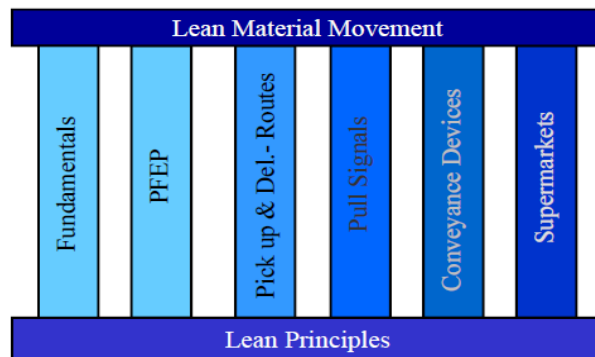 Lean Material Movement
Fundamentals
PFEP
Pick up & Del.- Routes
Pull Signals
Conveyance Devices
Supermarkets
Lean Principles